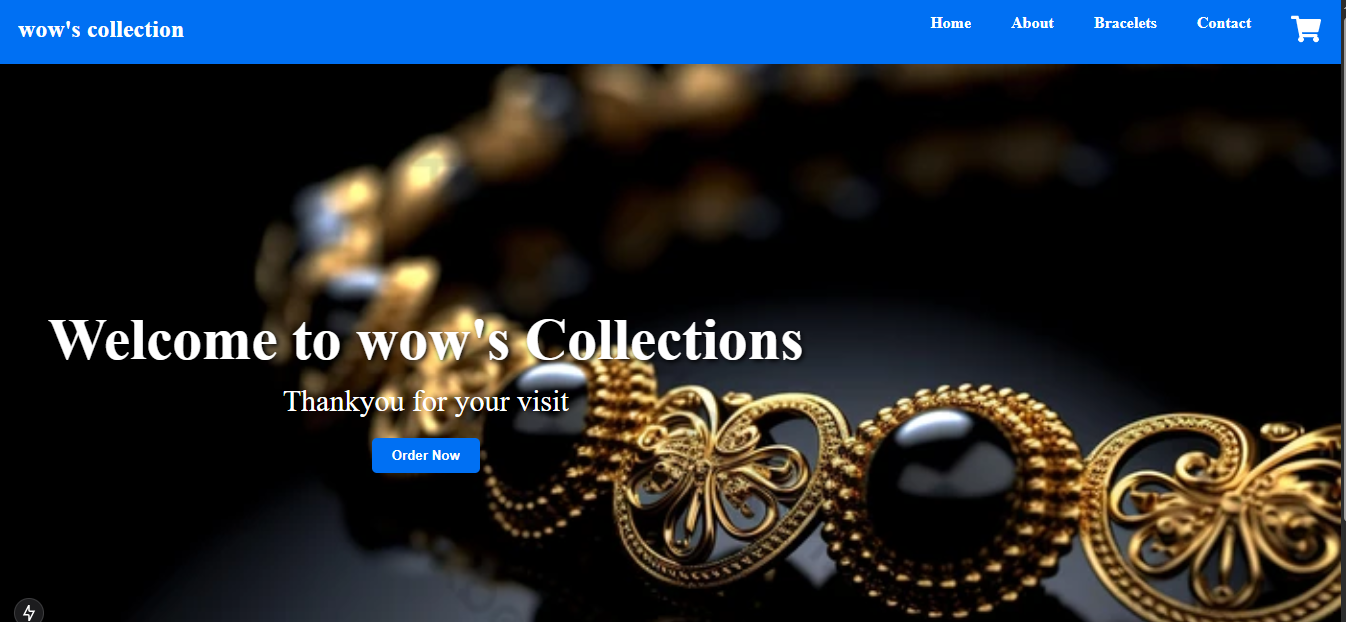 wow's collection
Home About Bracelets Contact
Welcome to wow's Collections
Thankyou for your visit
Order Now